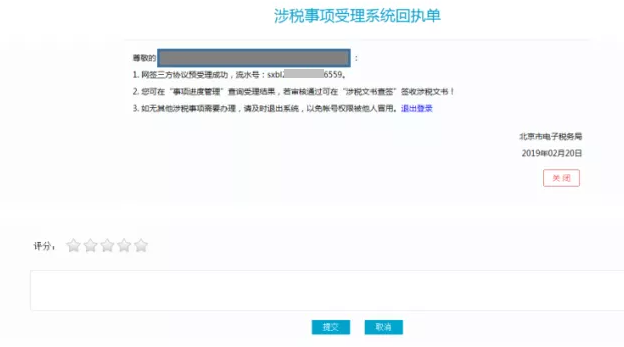 涉税事项受理系统回执单
尊敬的 ：
1. 网签三方协议预受理成功，流水号：sxbl 6559。
2. 您可在“事项进度管理”查询受理结果，若审核通过可在“涉税文书查签”签收涉税文书！
3. 如无其他涉税事项需要办理，请及时退出系统，以免帐号权限被他人冒用。退出登录
北京市电子税务局
2019年02月20日
关 闭
评分：
提交 取消